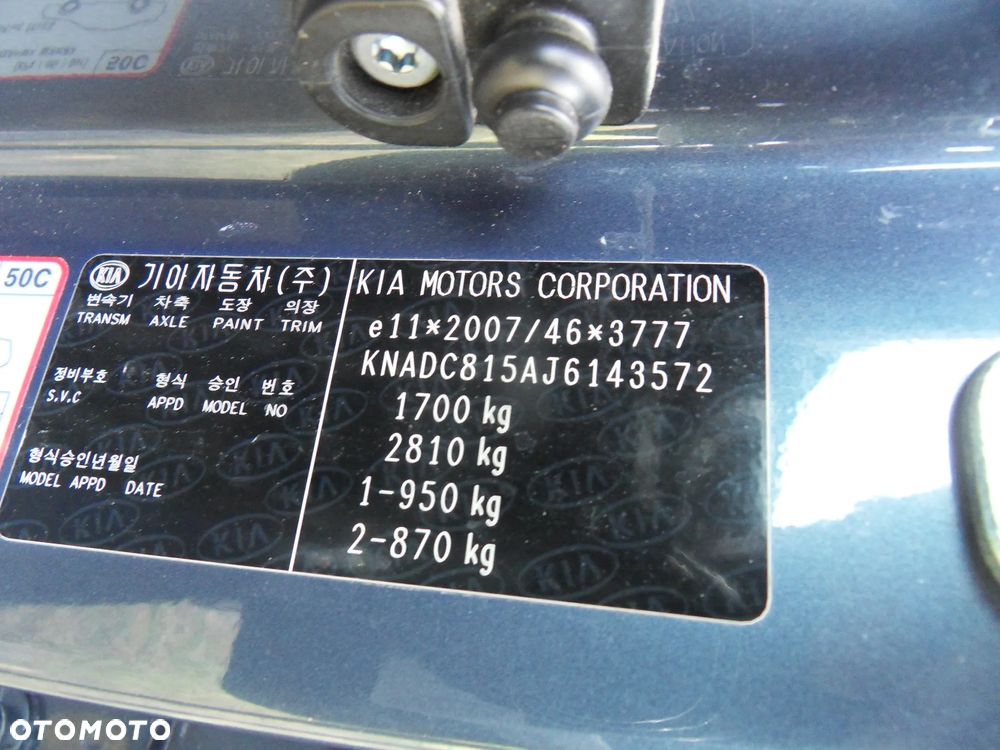 50C
KIA 기아자동차(주)
변속기 차축 도장 의장
TRANSM AXLE PAINT TRIM
정비부호 형식 승인 번호
S.V.C APPD MODEL NO
형식승인년월일
MODEL APPD DATE
KIA MOTORS CORPORATION
e11*2007/46*3777
KNADC815AJ6143572
1700 kg
2810 kg
1-950 kg
2-870 kg
OTOMOTO